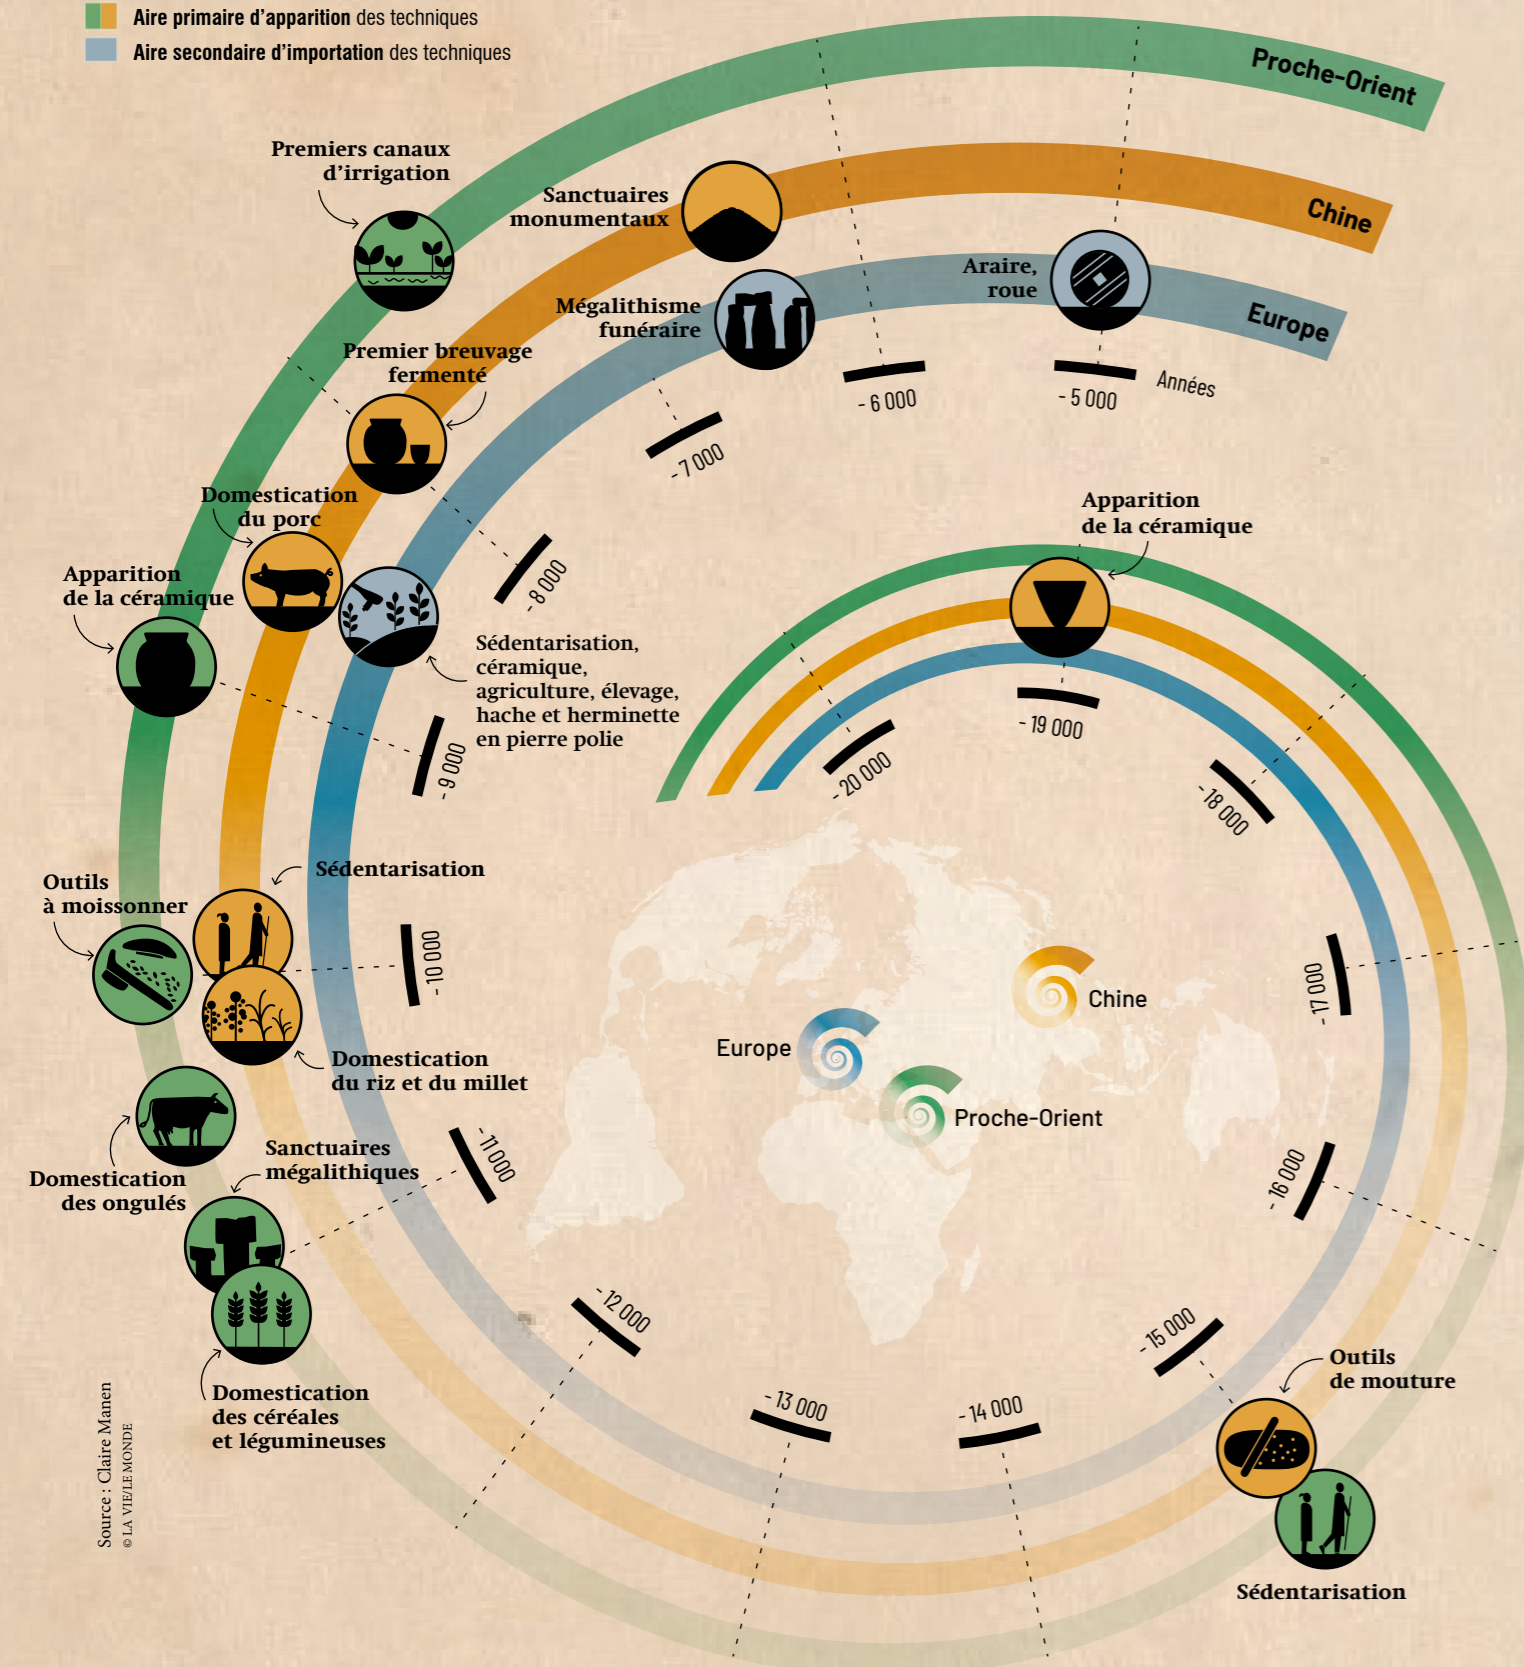 Aire primaire d’apparition des techniques
Aire secondaire d’importation des techniques
Proche-Orient
Chine
Europe
Premiers canaux
d’irrigation
Sanctuaires
monumentaux
Mégalithisme
funéraire
Araire,
roue
Années
- 5 000
- 6 000
- 7 000
Premier breuvage
fermenté
Domestication
du porc
- 8 000
Apparition
de la céramique
Sédentarisation,
céramique,
agriculture, élevage,
hache et herminette
en pierre polie
- 9 000
Apparition
de la céramique
- 19 000
- 20 000
- 18 000
Sédentarisation
Outils
à moissonner
- 10 000
- 17 000
Domestication
du riz et du millet
Chine
Europe
Proche-Orient
Domestication
des ongulés
Sanctuaires
mégalithiques
- 11 000
- 16 000
- 12 000
- 13 000
- 14 000
- 15 000
Outils
de mouture
Domestication
des céréales
et légumineuses
Sédentarisation
Source : Claire Manen
© LA VIE/LE MONDE